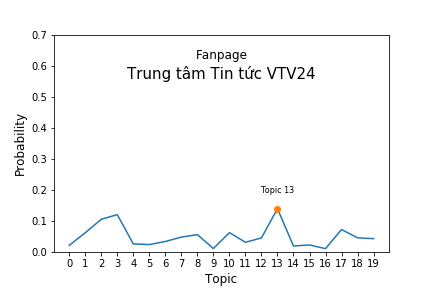 Fanpage
Trung tâm Tin tức VTV24
0.7
0.6
0.5
0.4
0.3
0.2
0.1
0.0
Probability
Topic 13
0 1 2 3 4 5 6 7 8 9 10 11 12 13 14 15 16 17 18 19
Topic